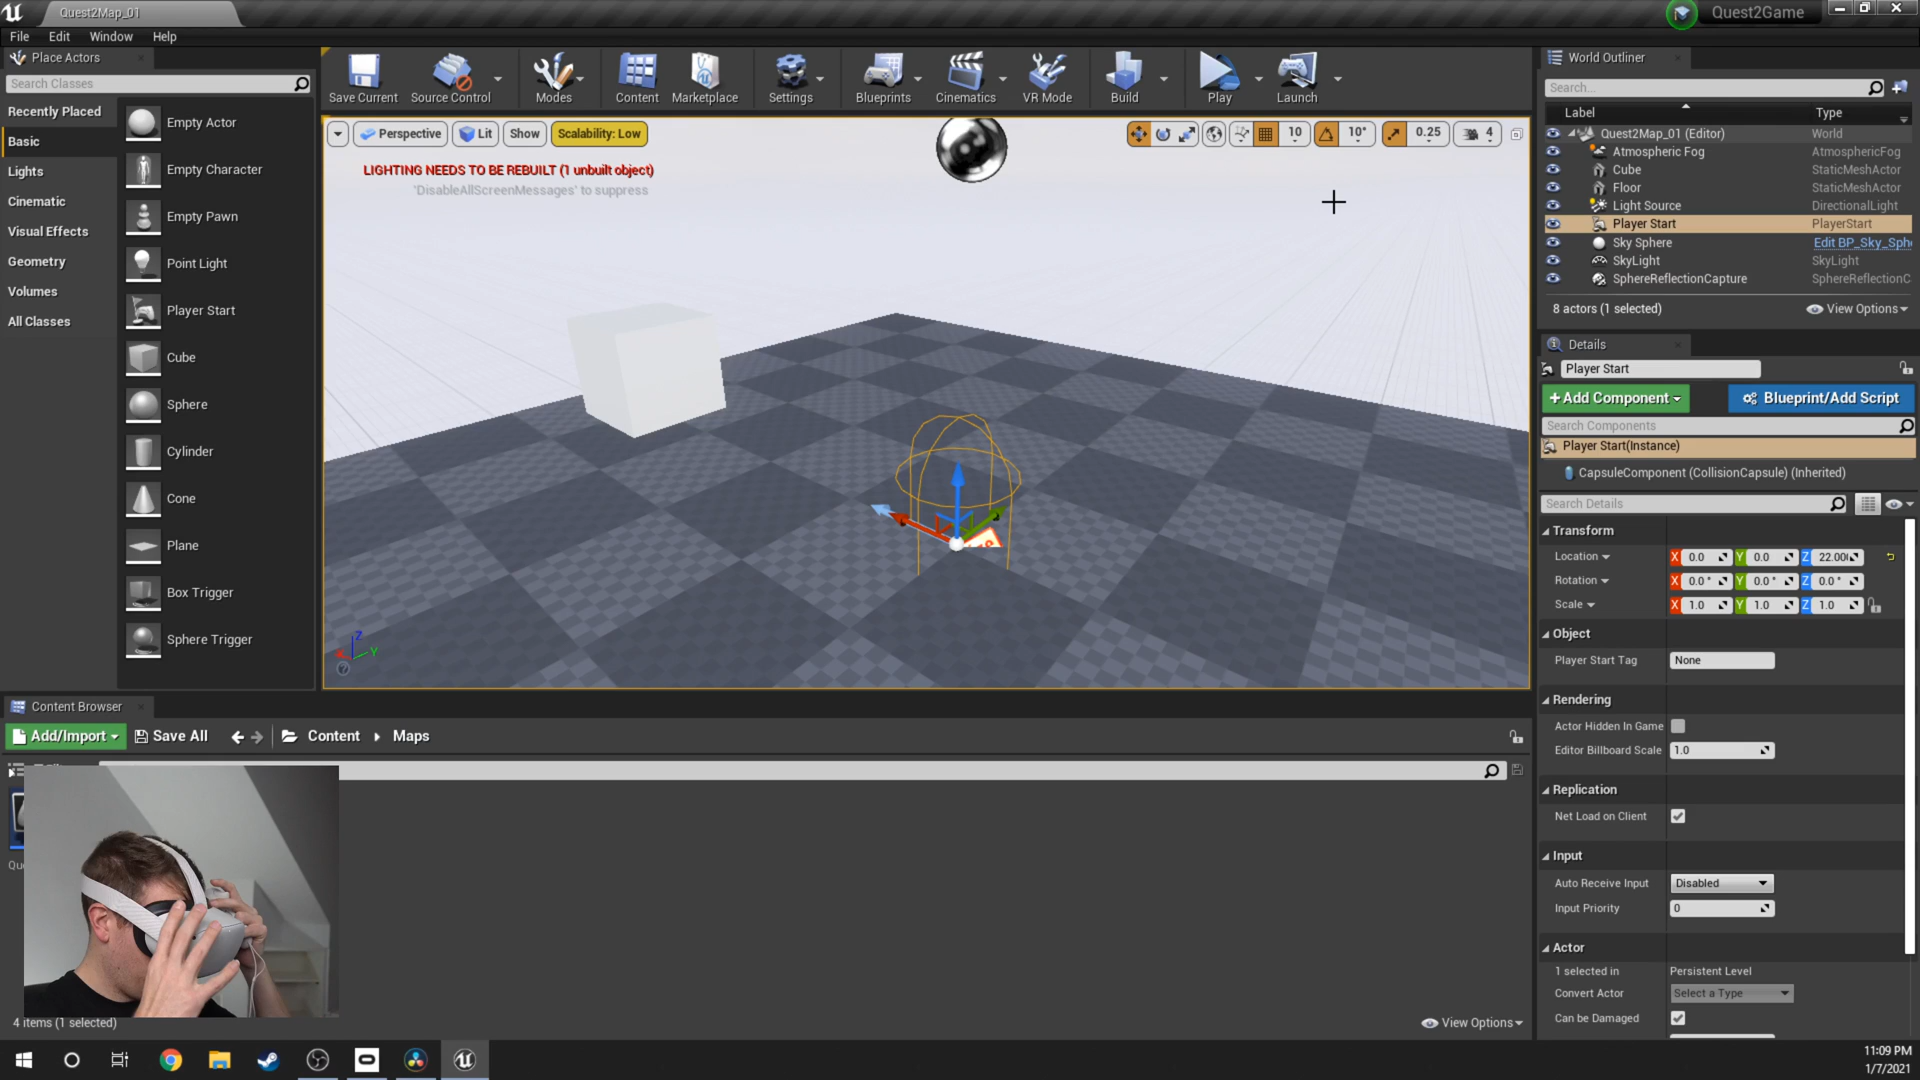 Quest2Map_01
Quest2Game
File Edit Window Help
Place Actors
Search Classes
Recently Placed
Basic
Lights
Cinematic
Visual Effects
Geometry
Volumes
All Classes
Empty Actor
Empty Character
Empty Pawn
Point Light
Player Start
Cube
Sphere
Cylinder
Cone
Plane
Box Trigger
Sphere Trigger
Save Current Source Control Modes Content Marketplace Settings Blueprints Cinematics VR Mode Build Play Launch
Perspective Lit Show Scalability: Low
10 10° 0.25 4
LIGHTING NEEDS TO BE REBUILT (1 unbuilt object)
'DisableAllScreenMessages' to suppress
Z
Y
World Outliner
Search...
Label Type
Quest2Map_01 (Editor) World
Atmospheric Fog AtmosphericFog
Cube StaticMeshActor
Floor StaticMeshActor
Light Source DirectionalLight
Player Start PlayerStart
Sky Sphere Edit BP_Sky_Sph
SkyLight SkyLight
SphereReflectionCapture SphereReflectionC
8 actors (1 selected) View Options
Details
Player Start
+Add Component Blueprint/Add Script
Search Components
Player Start(Instance)
CapsuleComponent (CollisionCapsule) (Inherited)
Search Details
Transform
Location X 0.0 Y 0.0 Z 22.00
Rotation X 0.0 ° Y 0.0 ° Z 0.0 °
Scale X 1.0 Y 1.0 Z 1.0
Object
Player Start Tag None
Rendering
Actor Hidden In Game
Editor Billboard Scale 1.0
Replication
Net Load on Client
Input
Auto Receive Input Disabled
Input Priority 0
Actor
1 selected in Persistent Level
Convert Actor Select a Type
Can be Damaged
Content Browser
Add/Import Save All Content Maps
Qu
4 items (1 selected) View Options
11:09 PM
1/7/2021